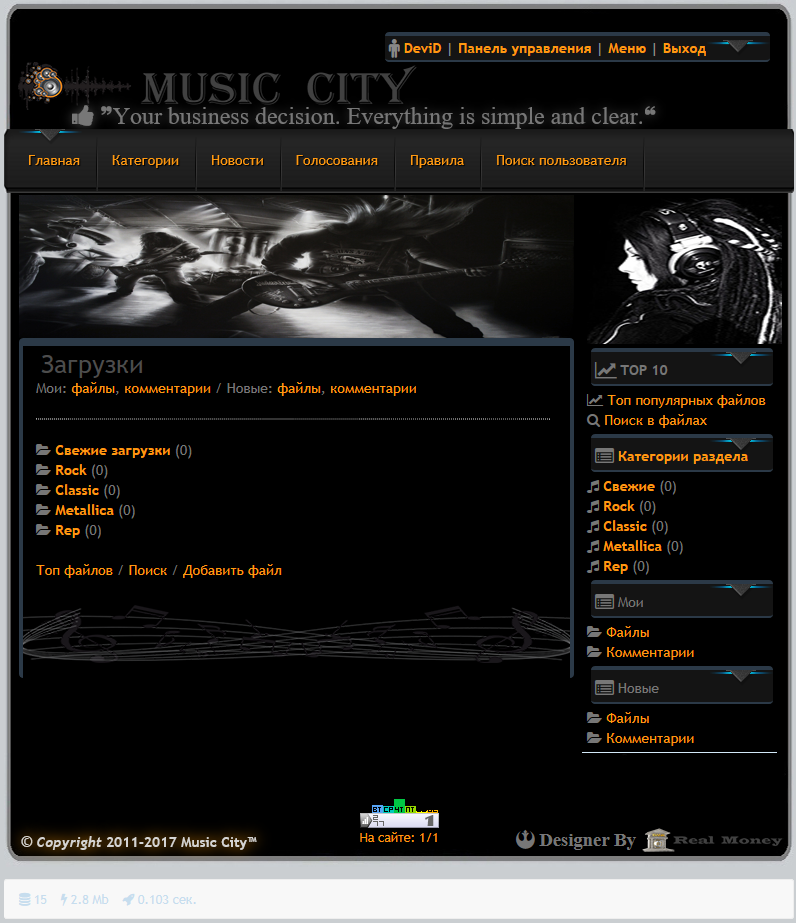 DeviD | Панель управления | Меню | Выход
MUSIC CITY
❞Your business decision. Everything is simple and clear.❝
Главная Категории Новости Голосования Правила Поиск пользователя
Загрузки
Мои: файлы, комментарии / Новые: файлы, комментарии
Свежие загрузки (0)
Rock (0)
Classic (0)
Metallica (0)
Rep (0)
Топ файлов / Поиск / Добавить файл
TOP 10
Топ популярных файлов
Поиск в файлах
Категории раздела
Свежие (0)
Rock (0)
Classic (0)
Metallica (0)
Rep (0)
Мои
Файлы
Комментарии
Новые
Файлы
Комментарии
На сайте: 1/1
© Copyright 2011-2017 Music City™
Designer By Real Money
15 2.8 Mb 0.103 сек.